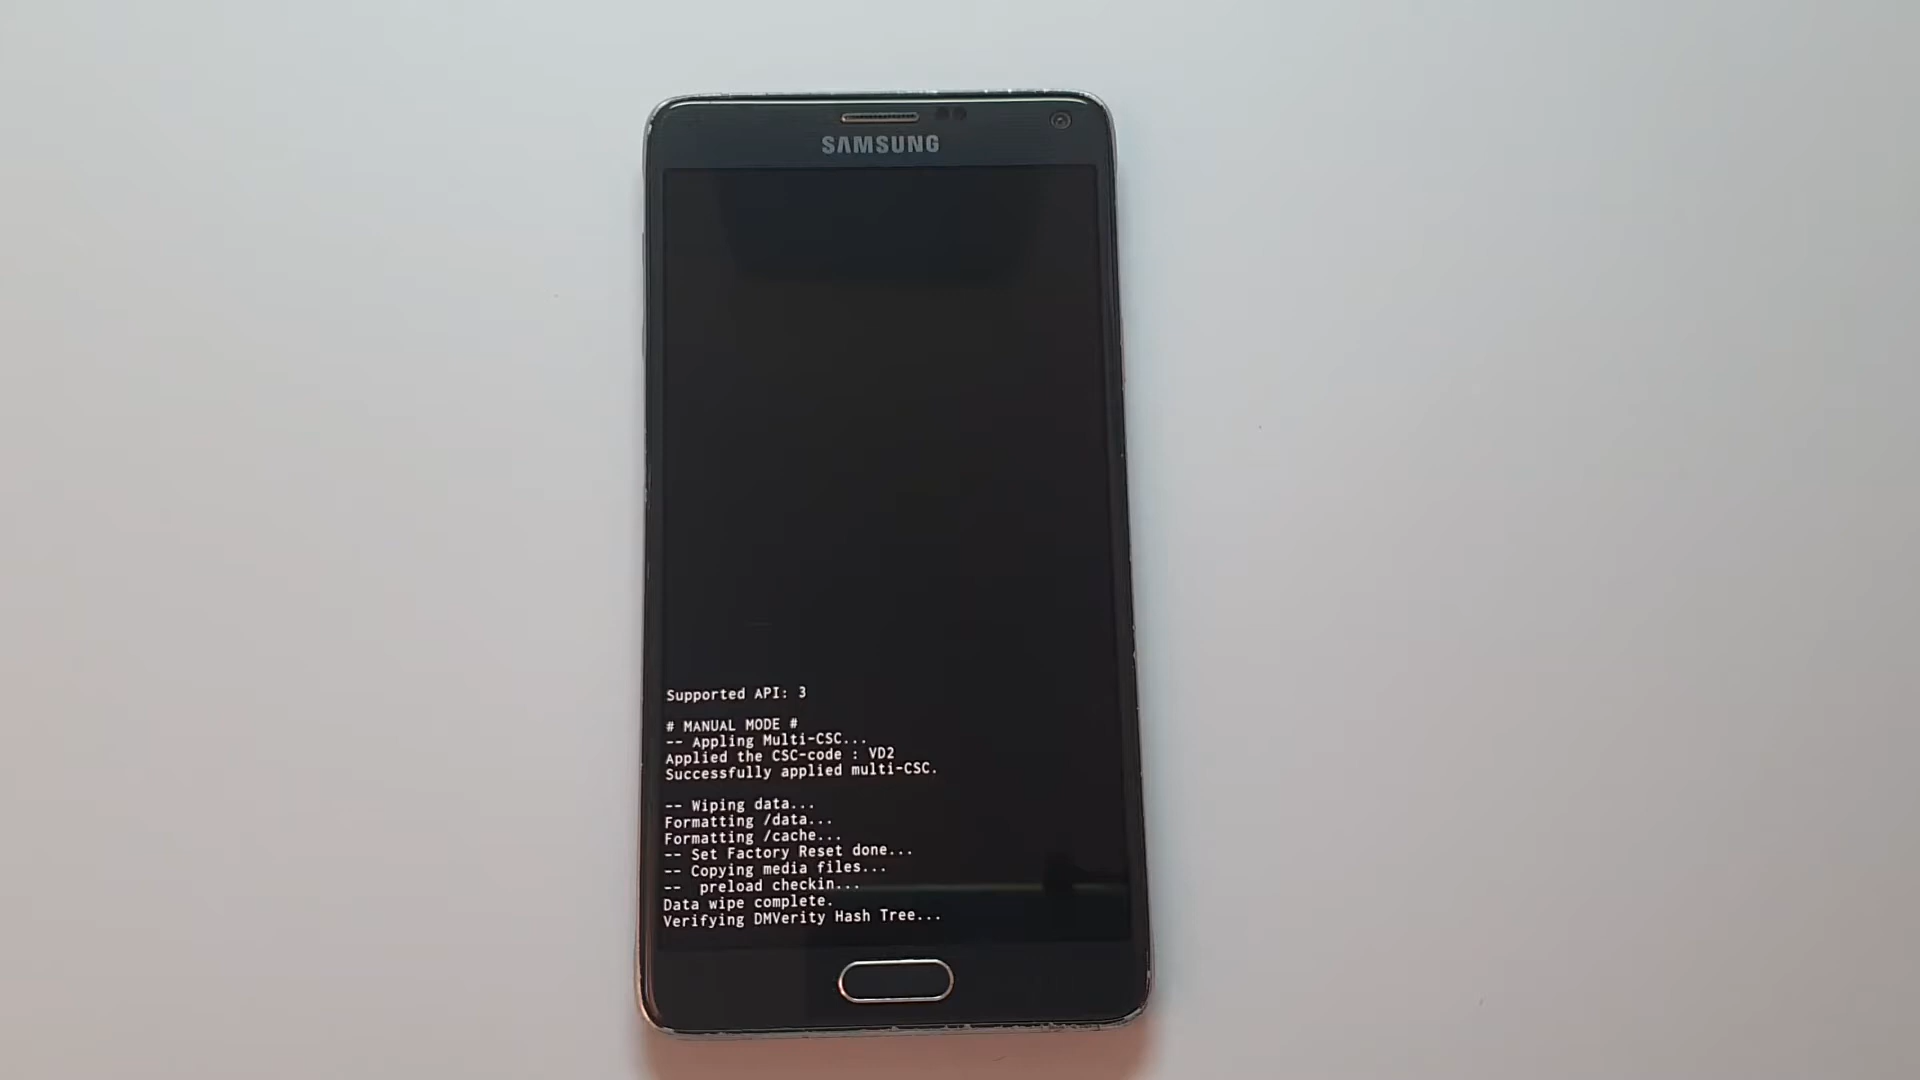 SAMSUNG
Supported API: 3
# MANUAL MODE #
-- Appling Multi-CSC...
Applied the CSC-code : VD2
Successfully applied multi-CSC.
-- Wiping data...
Formatting /data...
Formatting /cache...
-- Set Factory Reset done...
-- Copying media files...
-- preload checkin...
Data wipe complete.
Verifying DMVerity Hash Tree...